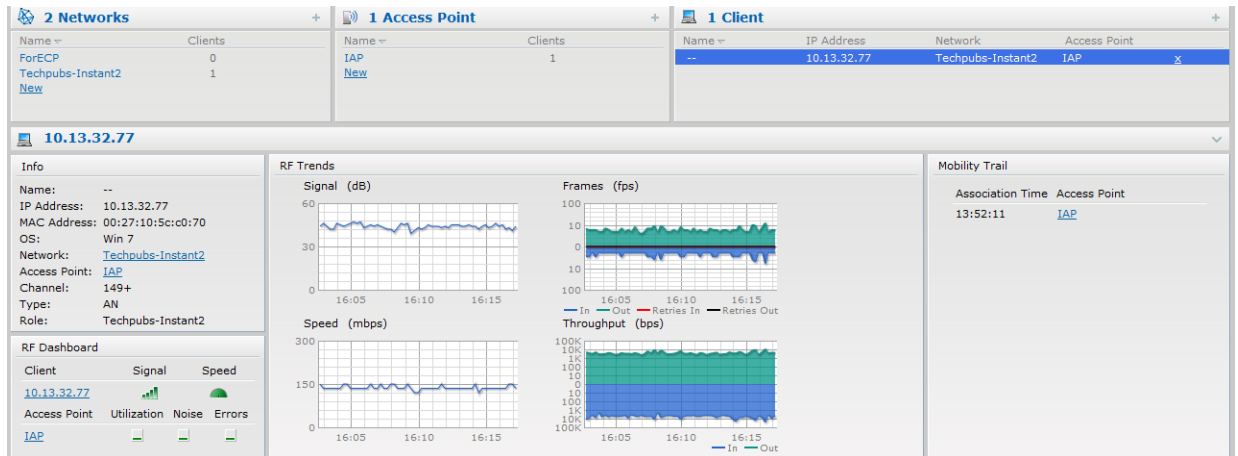 2 Networks +
Name Clients
ForECP 0
Techpubs-Instant2 1
New
1 Access Point +
Name Clients
IAP 1
New
1 Client +
Name IP Address Network Access Point
-- 10.13.32.77 Techpubs-Instant2 IAP x
10.13.32.77
Info
Name: --
IP Address: 10.13.32.77
MAC Address: 00:27:10:5c:c0:70
OS: Win 7
Network: Techpubs-Instant2
Access Point: IAP
Channel: 149+
Type: AN
Role: Techpubs-Instant2
RF Dashboard
Client Signal Speed
10.13.32.77
Access Point Utilization Noise Errors
IAP
RF Trends
Signal (dB)
60
30
0
16:05 16:10 16:15
Frames (fps)
100
10
0
10
100
16:05 16:10 16:15
In Out Retries In Retries Out
Speed (mbps)
300
150
0
16:05 16:10 16:15
Throughput (bps)
100K
10K
1K
100
10
0
10
100
1K
10K
100K
16:05 16:10 16:15
In Out
Mobility Trail
Association Time Access Point
13:52:11 IAP